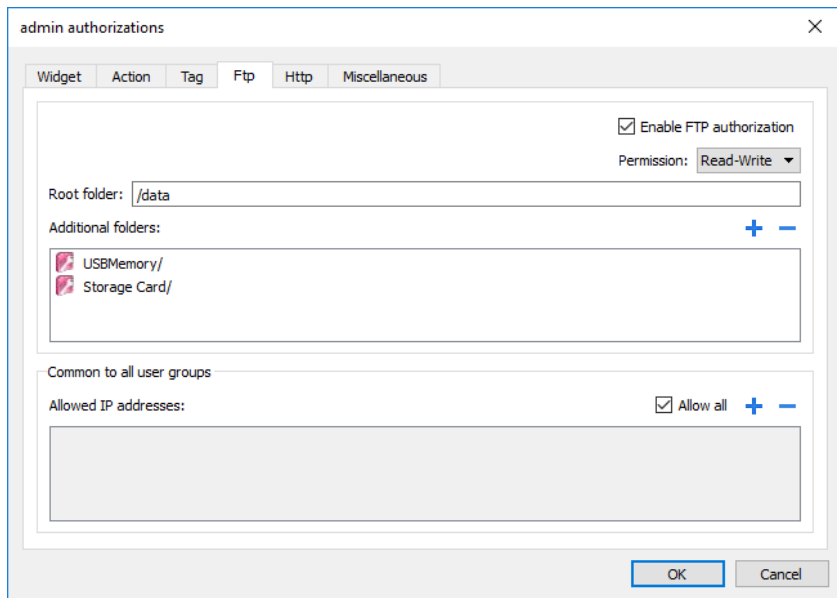 admin authorizations
Widget Action Tag Ftp Http Miscellaneous
Enable FTP authorization
Permission: Read-Write
Root folder: /data
Additional folders:
USBMemory/
Storage Card/
Common to all user groups
Allowed IP addresses: Allow all
OK Cancel